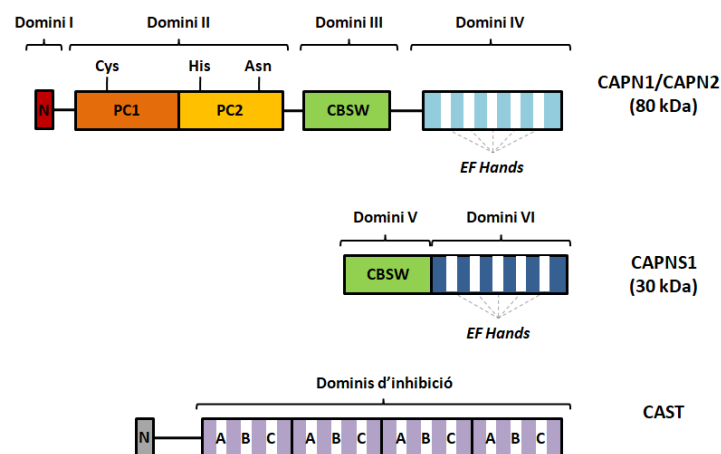 Domini I
Domini II
Domini III
Domini IV
Cys
His
Asn
N
PC1
PC2
CBSW
CAPN1/CAPN2
(80 kDa)
EF Hands
Domini V
Domini VI
CBSW
CAPNS1
(30 kDa)
EF Hands
Dominis d'inhibició
CAST
N
A B C A B C A B C A B C